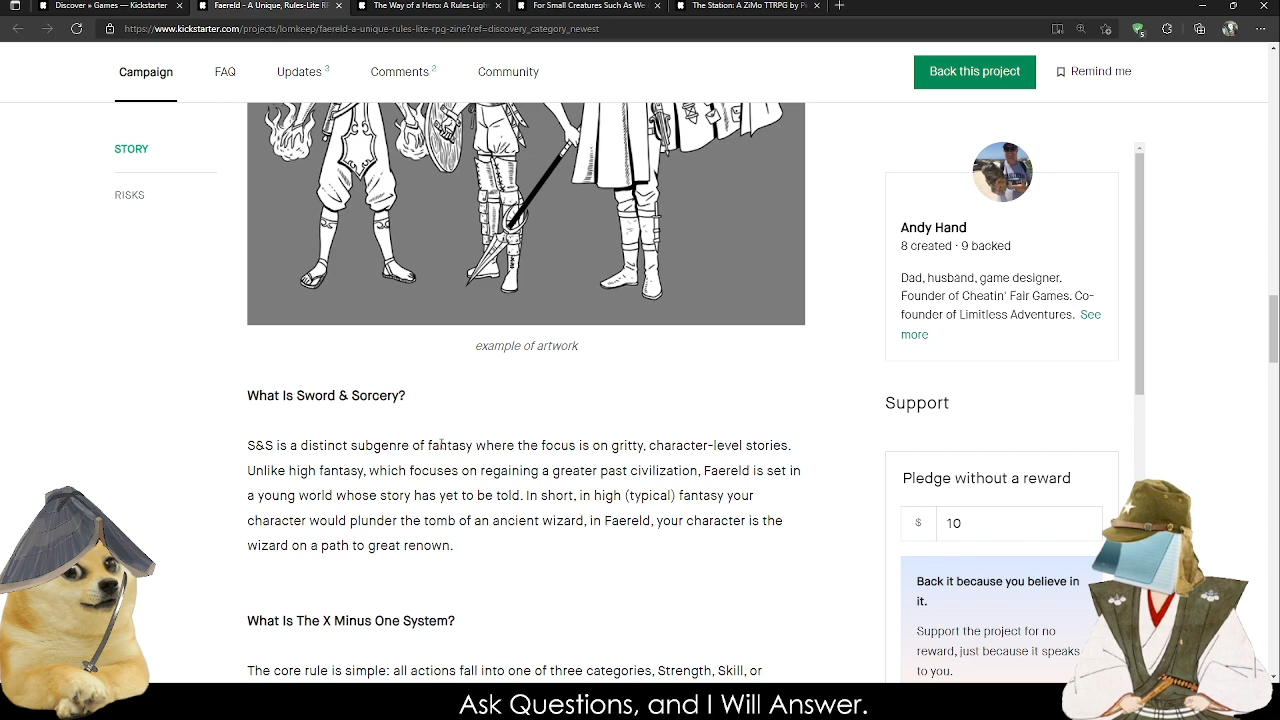 Discover » Games — Kickstarter
Faereld - A Unique, Rules-Lite RF
The Way of a Hero: A Rules-Light
For Small Creatures Such As We
The Station: A ZiMo TTRPG by Pi
https://www.kickstarter.com/projects/lornkeep/faereld-a-unique-rules-lite-rpg-zine?ref=discovery_category_newest
Campaign
FAQ
Updates 3
Comments 2
Community
Back this project
Remind me
STORY
RISKS
example of artwork
What Is Sword & Sorcery?
S&S is a distinct subgenre of fantasy where the focus is on gritty, character-level stories.
Unlike high fantasy, which focuses on regaining a greater past civilization, Faereld is set in
a young world whose story has yet to be told. In short, in high (typical) fantasy your
character would plunder the tomb of an ancient wizard, in Faereld, your character is the
wizard on a path to great renown.
What Is The X Minus One System?
The core rule is simple: all actions fall into one of three categories, Strength, Skill, or
Andy Hand
8 created · 9 backed
Dad, husband, game designer.
Founder of Cheatin' Fair Games. Co-
founder of Limitless Adventures. See
more
Support
Pledge without a reward
$ 10
Back it because you believe in
it.
Support the project for no
reward, just because it speaks
to you.
Ask Questions, and I Will Answer.